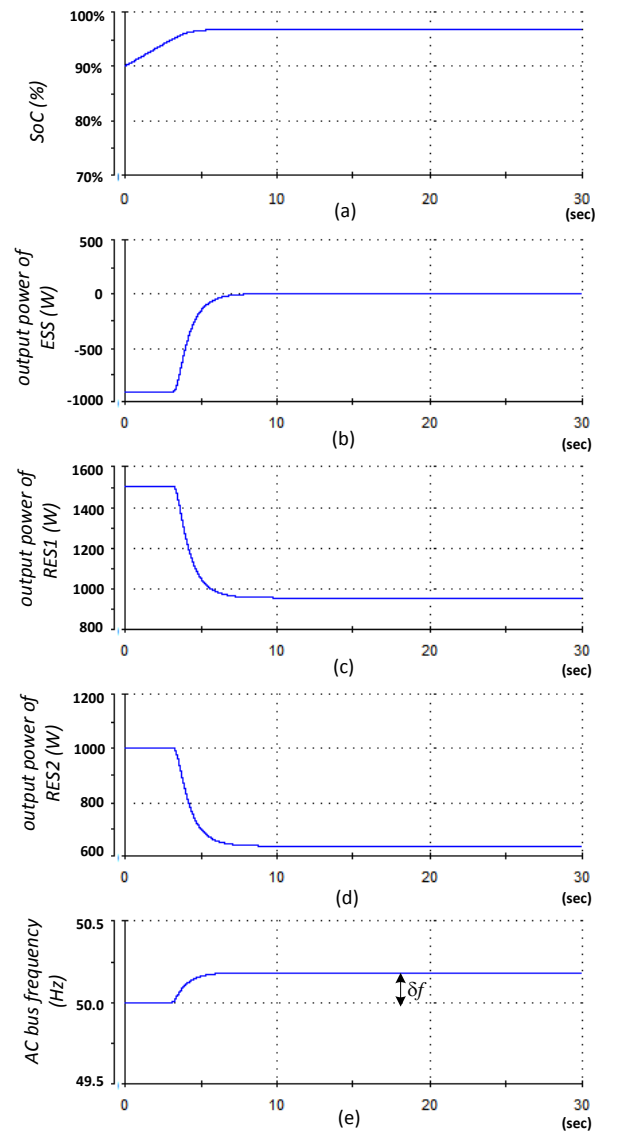 100%
90%
80%
70%
SoC (%)
0
10
20
30
(a)
(sec)
500
0
-500
-1000
output power of
ESS (W)
0
10
20
30
(b)
(sec)
1600
1400
1200
1000
800
output power of
RES1 (W)
0
10
20
30
(c)
(sec)
1200
1000
800
600
output power of
RES2 (W)
0
10
20
30
(d)
(sec)
50.5
50.0
49.5
AC bus frequency
(Hz)
δf
0
10
20
30
(e)
(sec)